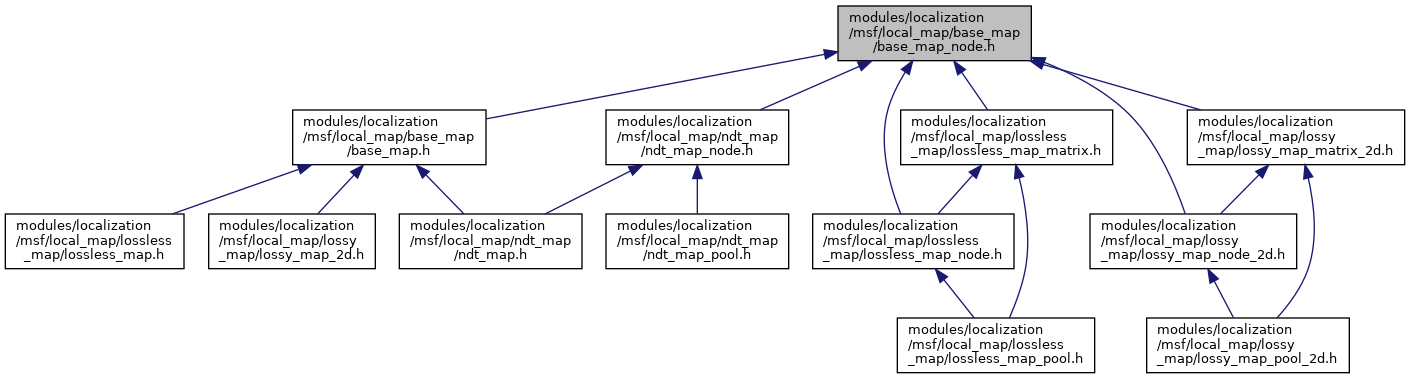 modules/localization
/msf/local_map/base_map
/base_map_node.h
modules/localization
/msf/local_map/base_map
/base_map.h
modules/localization
/msf/local_map/ndt_map
/ndt_map_node.h
modules/localization
/msf/local_map/lossless
_map/lossless_map_matrix.h
modules/localization
/msf/local_map/lossy
_map/lossy_map_matrix_2d.h
modules/localization
/msf/local_map/lossless
_map/lossless_map.h
modules/localization
/msf/local_map/lossy
_map/lossy_map_2d.h
modules/localization
/msf/local_map/ndt_map
/ndt_map.h
modules/localization
/msf/local_map/ndt_map
/ndt_map_pool.h
modules/localization
/msf/local_map/lossless
_map/lossless_map_node.h
modules/localization
/msf/local_map/lossy
_map/lossy_map_node_2d.h
modules/localization
/msf/local_map/lossless
_map/lossless_map_pool.h
modules/localization
/msf/local_map/lossy
_map/lossy_map_pool_2d.h